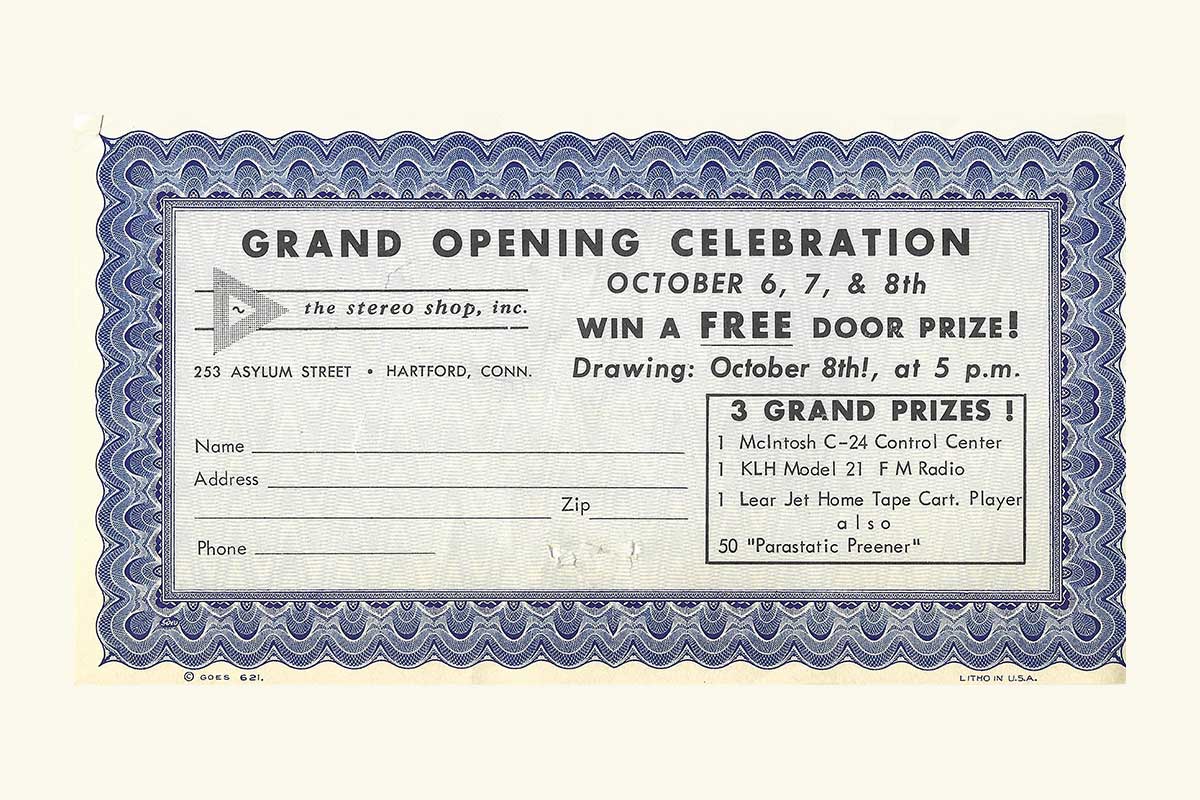 GRAND OPENING CELEBRATION
~ the stereo shop, inc.
253 ASYLUM STREET • HARTFORD, CONN.
OCTOBER 6, 7, & 8th
WIN A FREE DOOR PRIZE!
Drawing: October 8th!, at 5 p.m.
Name
Address
Zip
Phone
3 GRAND PRIZES !
1 McIntosh C-24 Control Center
1 KLH Model 21 FM Radio
1 Lear Jet Home Tape Cart. Player
also
50 "Parastatic Preener"
© GOES 621.
LITHO IN U.S.A.